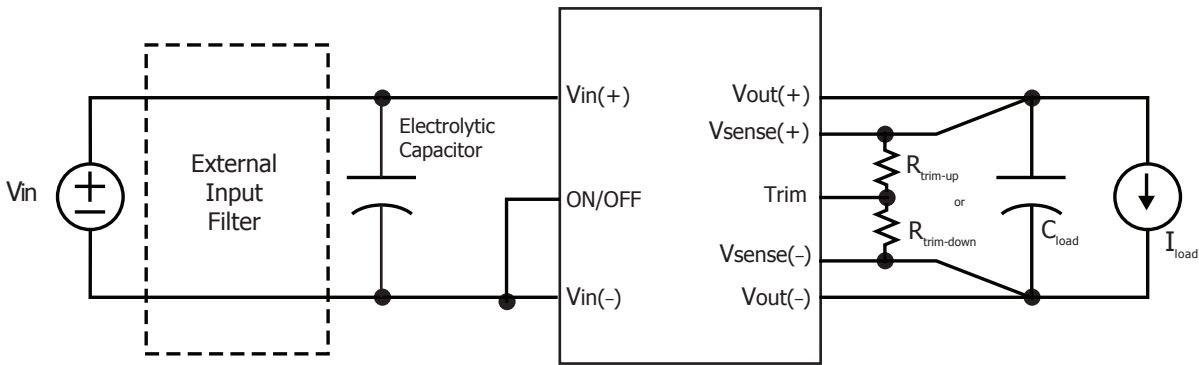 Vin
External
Input
Filter
Electrolytic
Capacitor
Vin(+)
ON/OFF
Vin(−)
Vout(+)
Vsense(+)
Trim
Vsense(−)
Vout(−)
Rtrim-up
or
Rtrim-down
Cload
Iload